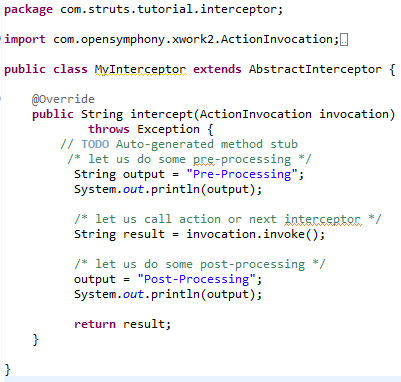 package com.struts.tutorial.interceptor;
import com.opensymphony.xwork2.ActionInvocation;
public class MyInterceptor extends AbstractInterceptor {
@Override
public String intercept(ActionInvocation invocation)
throws Exception {
// TODO Auto-generated method stub
/* let us do some pre-processing */
String output = "Pre-Processing";
System.out.println(output);
/* let us call action or next interceptor */
String result = invocation.invoke();
/* let us do some post-processing */
output = "Post-Processing";
System.out.println(output);
return result;
}
}